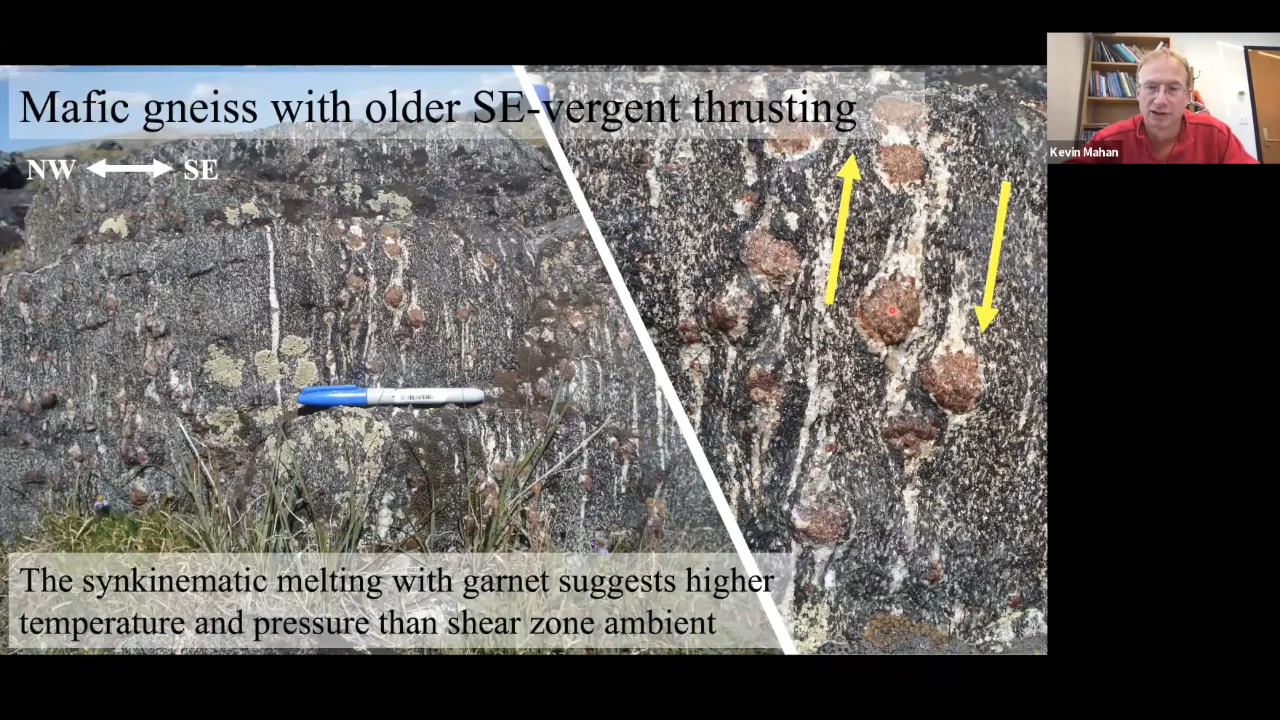 Mafic gneiss with older SE-vergent thrusting
NW SE
Kevin Mahan
The synkinematic melting with garnet suggests higher
temperature and pressure than shear zone ambient